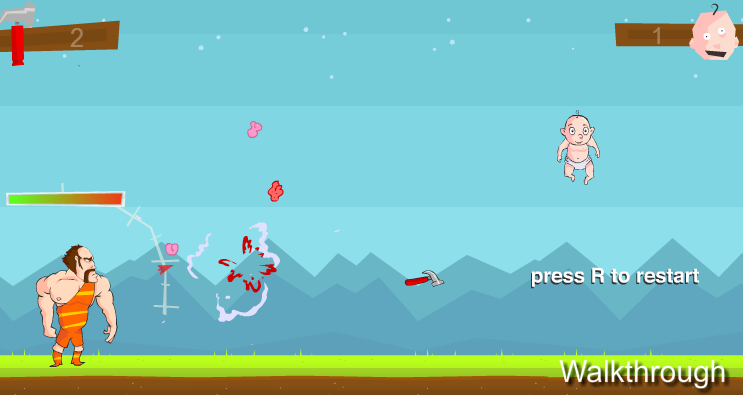 2
1
press R to restart
Walkthrough